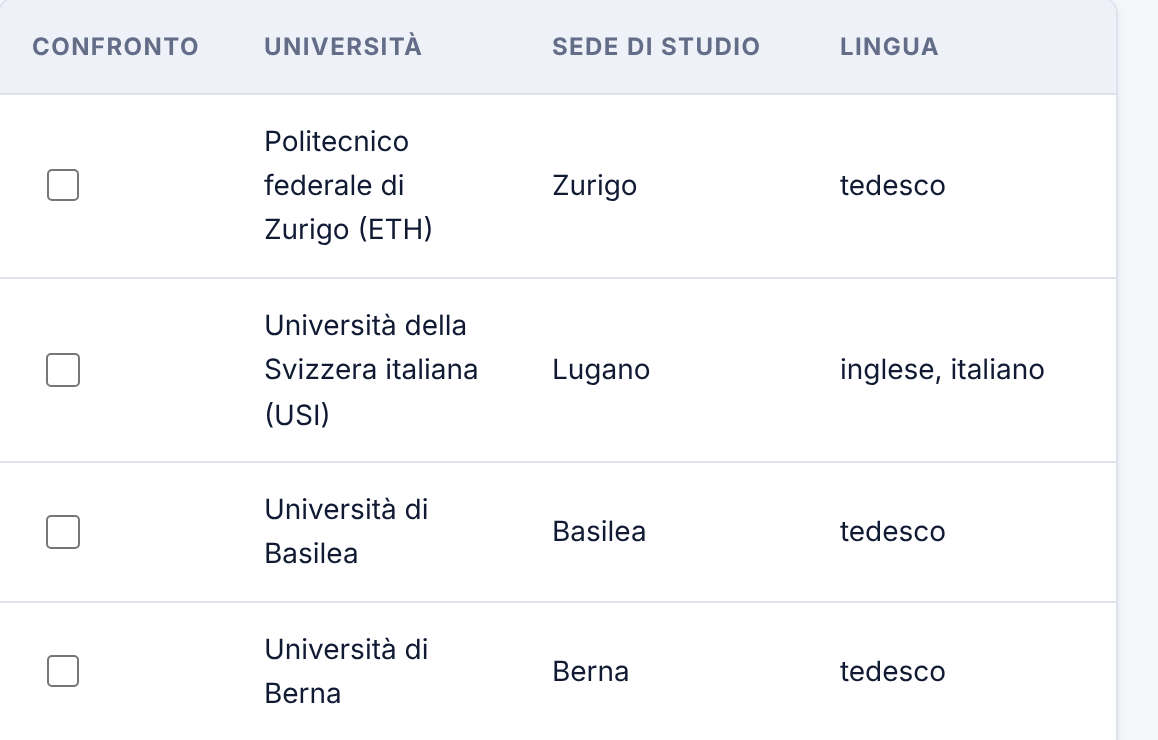 CONFRONTO UNIVERSITÀ SEDE DI STUDIO LINGUA
Politecnico
federale di
Zurigo (ETH)
Zurigo
tedesco
Università della
Svizzera italiana
(USI)
Lugano
inglese, italiano
Università di
Basilea
Basilea
tedesco
Università di
Berna
Berna
tedesco